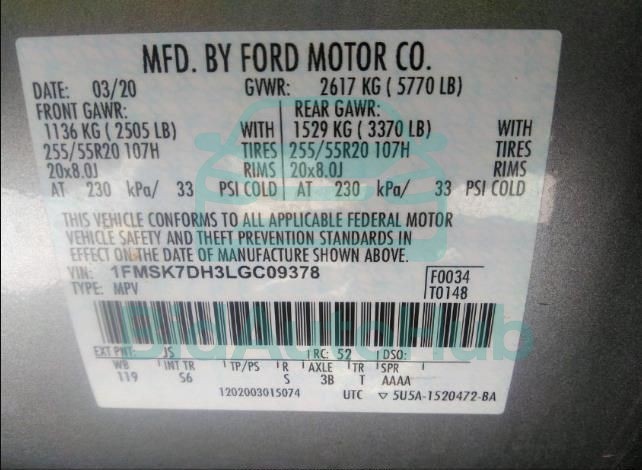 MFD. BY FORD MOTOR CO.
DATE: 03/20 GVWR: 2617 KG ( 5770 LB)
FRONT GAWR: REAR GAWR:
1136 KG ( 2505 LB) WITH 1529 KG ( 3370 LB) WITH
255/55R20 107H TIRES 255/55R20 107H TIRES
20x8.0J RIMS 20x8.0J RIMS
AT 230 kPa/ 33 PSI COLD AT 230 kPa/ 33 PSI COLD
THIS VEHICLE CONFORMS TO ALL APPLICABLE FEDERAL MOTOR
VEHICLE SAFETY AND THEFT PREVENTION STANDARDS IN
EFFECT ON THE DATE OF MANUFACTURE SHOWN ABOVE.
VIN: 1FMSK7DH3LGC09378 F0034
TYPE: MPV T0148
BidAutoHub
EXT PNT: JS RC: 52 DSO:
WB INT TR TP/PS R AXLE TR SPR
119 S6 S 3B T AAAA
1202003015074 UTC ▽ 5U5A-1520472-BA